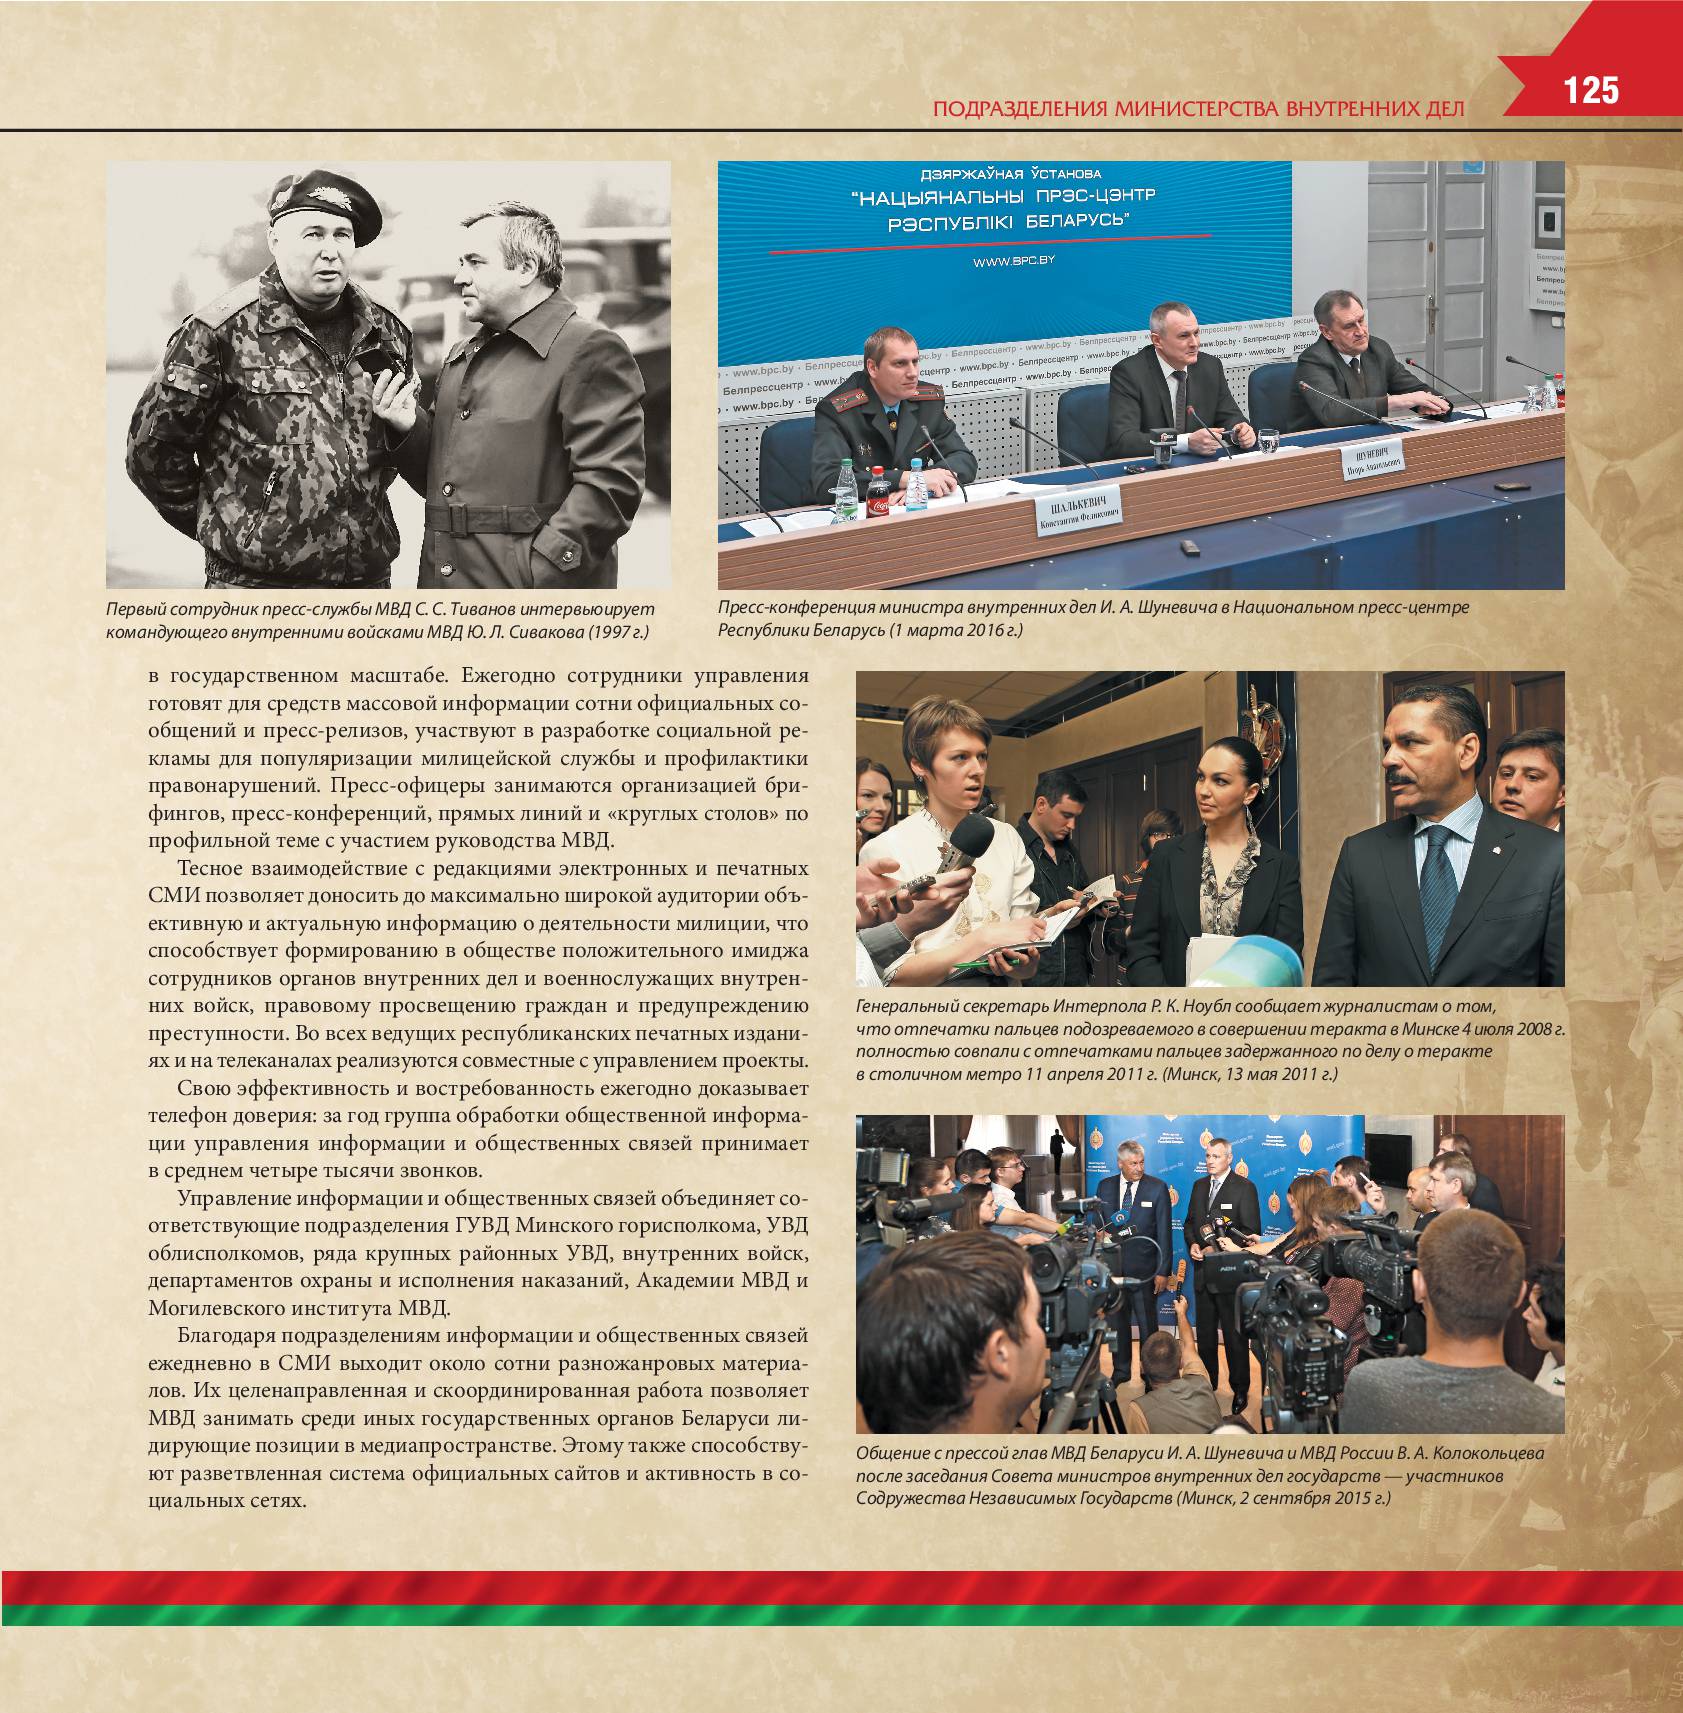 125
ПОДРАЗДЕЛЕНИЯ МИНИСТЕРСТВА ВНУТРЕННИХ ДЕЛ
ДЗЯРЖАЎНАЯ ЎСТАНОВА
“НАЦЫЯНАЛЬНЫ ПРЭС-ЦЭНТР
РЭСПУБЛІКІ БЕЛАРУСЬ”
WWW.BPC.BY
ШАЛЬКЕВИЧ
Константин Феликсович
ШУНЕВИЧ
Игорь Анатольевич
Первый сотрудник пресс-службы МВД С. С. Тиванов интервьюирует
командующего внутренними войсками МВД Ю. Л. Сивакова (1997 г.)
Пресс-конференция министра внутренних дел И. А. Шуневича в Национальном пресс-центре
Республики Беларусь (1 марта 2016 г.)
в государственном масштабе. Ежегодно сотрудники управления
готовят для средств массовой информации сотни официальных со-
общений и пресс-релизов, участвуют в разработке социальной ре-
кламы для популяризации милицейской службы и профилактики
правонарушений. Пресс-офицеры занимаются организацией бри-
фингов, пресс-конференций, прямых линий и «круглых столов» по
профильной теме с участием руководства МВД.
Тесное взаимодействие с редакциями электронных и печатных
СМИ позволяет доносить до максимально широкой аудитории объ-
ективную и актуальную информацию о деятельности милиции, что
способствует формированию в обществе положительного имиджа
сотрудников органов внутренних дел и военнослужащих внутрен-
них войск, правовому просвещению граждан и предупреждению
преступности. Во всех ведущих республиканских печатных издани-
ях и на телеканалах реализуются совместные с управлением проекты.
Свою эффективность и востребованность ежегодно доказывает
телефон доверия: за год группа обработки общественной информа-
ции управления информации и общественных связей принимает
в среднем четыре тысячи звонков.
Управление информации и общественных связей объединяет со-
ответствующие подразделения ГУВД Минского горисполкома, УВД
облисполкомов, ряда крупных районных УВД, внутренних войск,
департаментов охраны и исполнения наказаний, Академии МВД и
Могилевского института МВД.
Благодаря подразделениям информации и общественных связей
ежедневно в СМИ выходит около сотни разножанровых материа-
лов. Их целенаправленная и скоординированная работа позволяет
МВД занимать среди иных государственных органов Беларуси ли-
дирующие позиции в медиапространстве. Этому также способству-
ют разветвленная система официальных сайтов и активность в со-
циальных сетях.
Генеральный секретарь Интерпола Р. К. Ноубл сообщает журналистам о том,
что отпечатки пальцев подозреваемого в совершении теракта в Минске 4 июля 2008 г.
полностью совпали с отпечатками пальцев задержанного по делу о теракте
в столичном метро 11 апреля 2011 г. (Минск, 13 мая 2011 г.)
Общение с прессой глав МВД Беларуси И. А. Шуневича и МВД России В. А. Колокольцева
после заседания Совета министров внутренних дел государств — участников
Содружества Независимых Государств (Минск, 2 сентября 2015 г.)